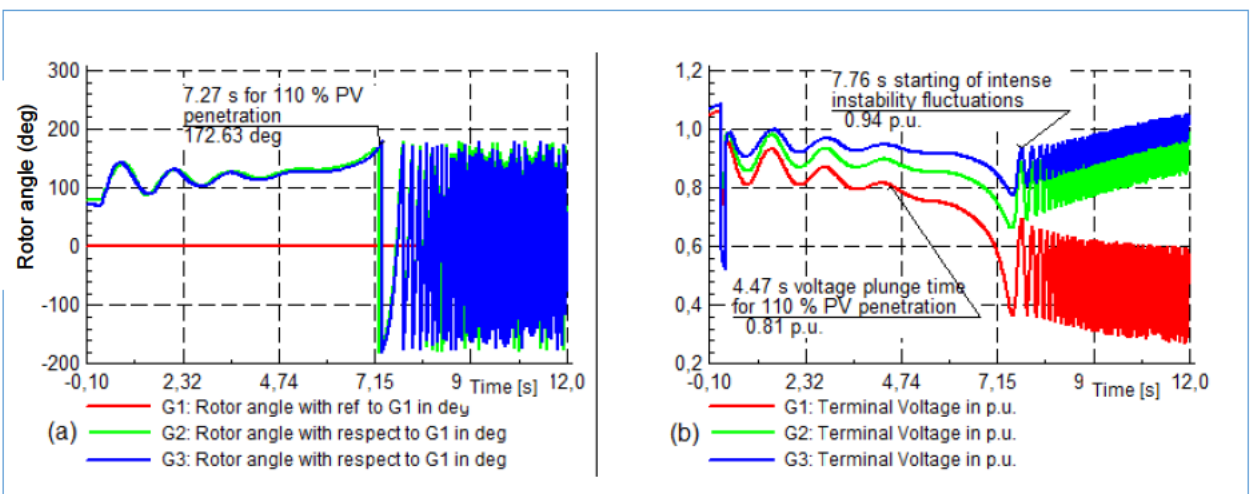 300
200
100
0
-100
-200
Rotor angle (deg)
7.27 s for 110 % PV
penetration
172.63 deg
-0,10 2,32 4,74 7,15 9 Time [s] 12,0
G1: Rotor angle with ref to G1 in deg
(a) G2: Rotor angle with respect to G1 in deg
G3: Rotor angle with respect to G1 in deg
1,2
1,0
0,8
0,6
0,4
0,2
7.76 s starting of intense
instability fluctuations
0.94 p.u.
4.47 s voltage plunge time
for 110 % PV penetration
0.81 p.u.
-0,10 2,32 4,74 7,15 9 Time [s] 12,0
G1: Terminal Voltage in p.u.
(b) G2: Terminal Voltage in p.u.
G3: Terminal Voltage in p.u.